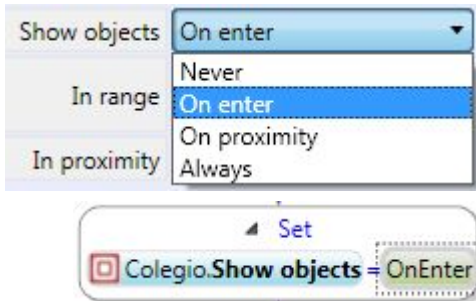 Show objects On enter
Never
In range On enter
On proximity
In proximity Always
Set
Colegio.Show objects = OnEnter